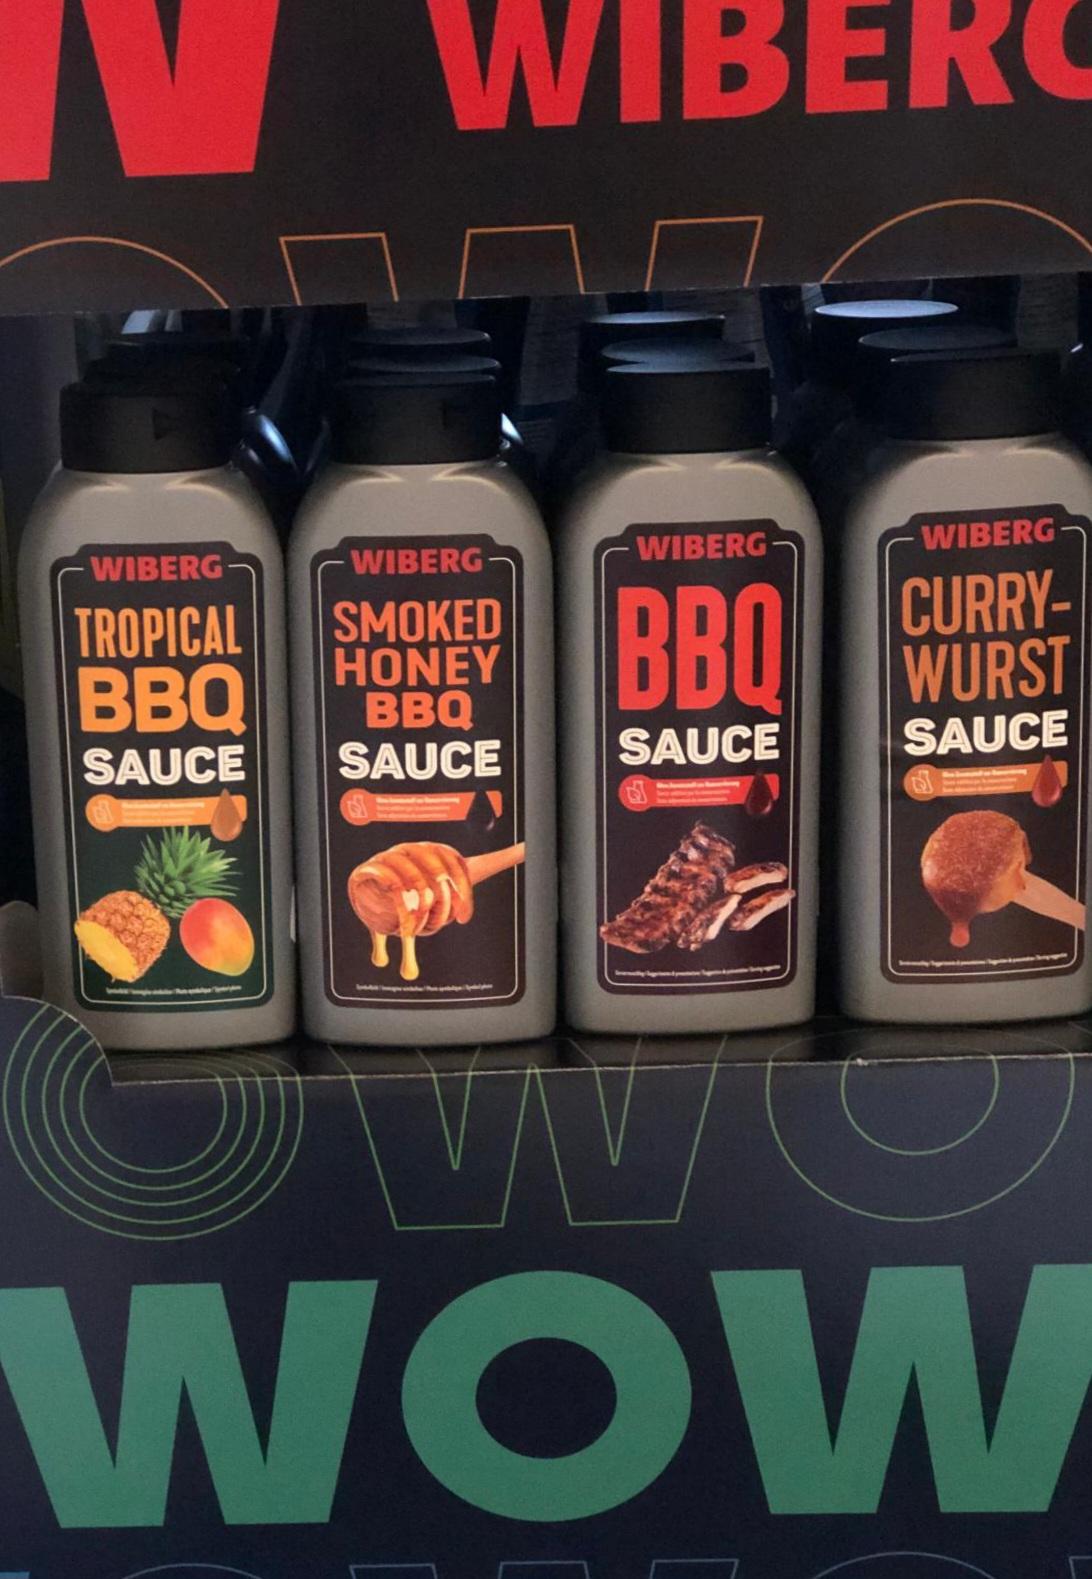 WIBERG
WIBERG
TROPICAL
BBQ
SAUCE
WIBERG
SMOKED
HONEY
BBQ
SAUCE
WIBERG
BBQ
SAUCE
WIBERG
CURRY-
WURST
SAUCE
WOW